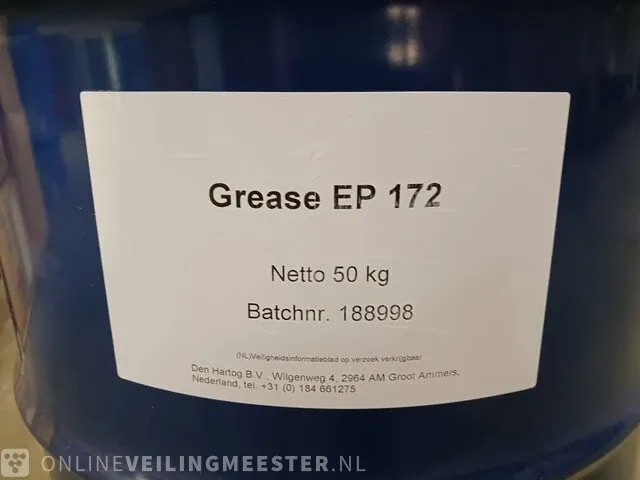 Grease EP 172
Netto 50 kg
Batchnr. 188998
(NL)Veiligheidsinformatieblad op verzoek verkrijgbaar
Den Hartog B.V., Wilgenweg 4, 2964 AM Groot Ammers,
Nederland, tel. +31 (0) 184 661275
ONLINEVEILINGMEESTER.NL